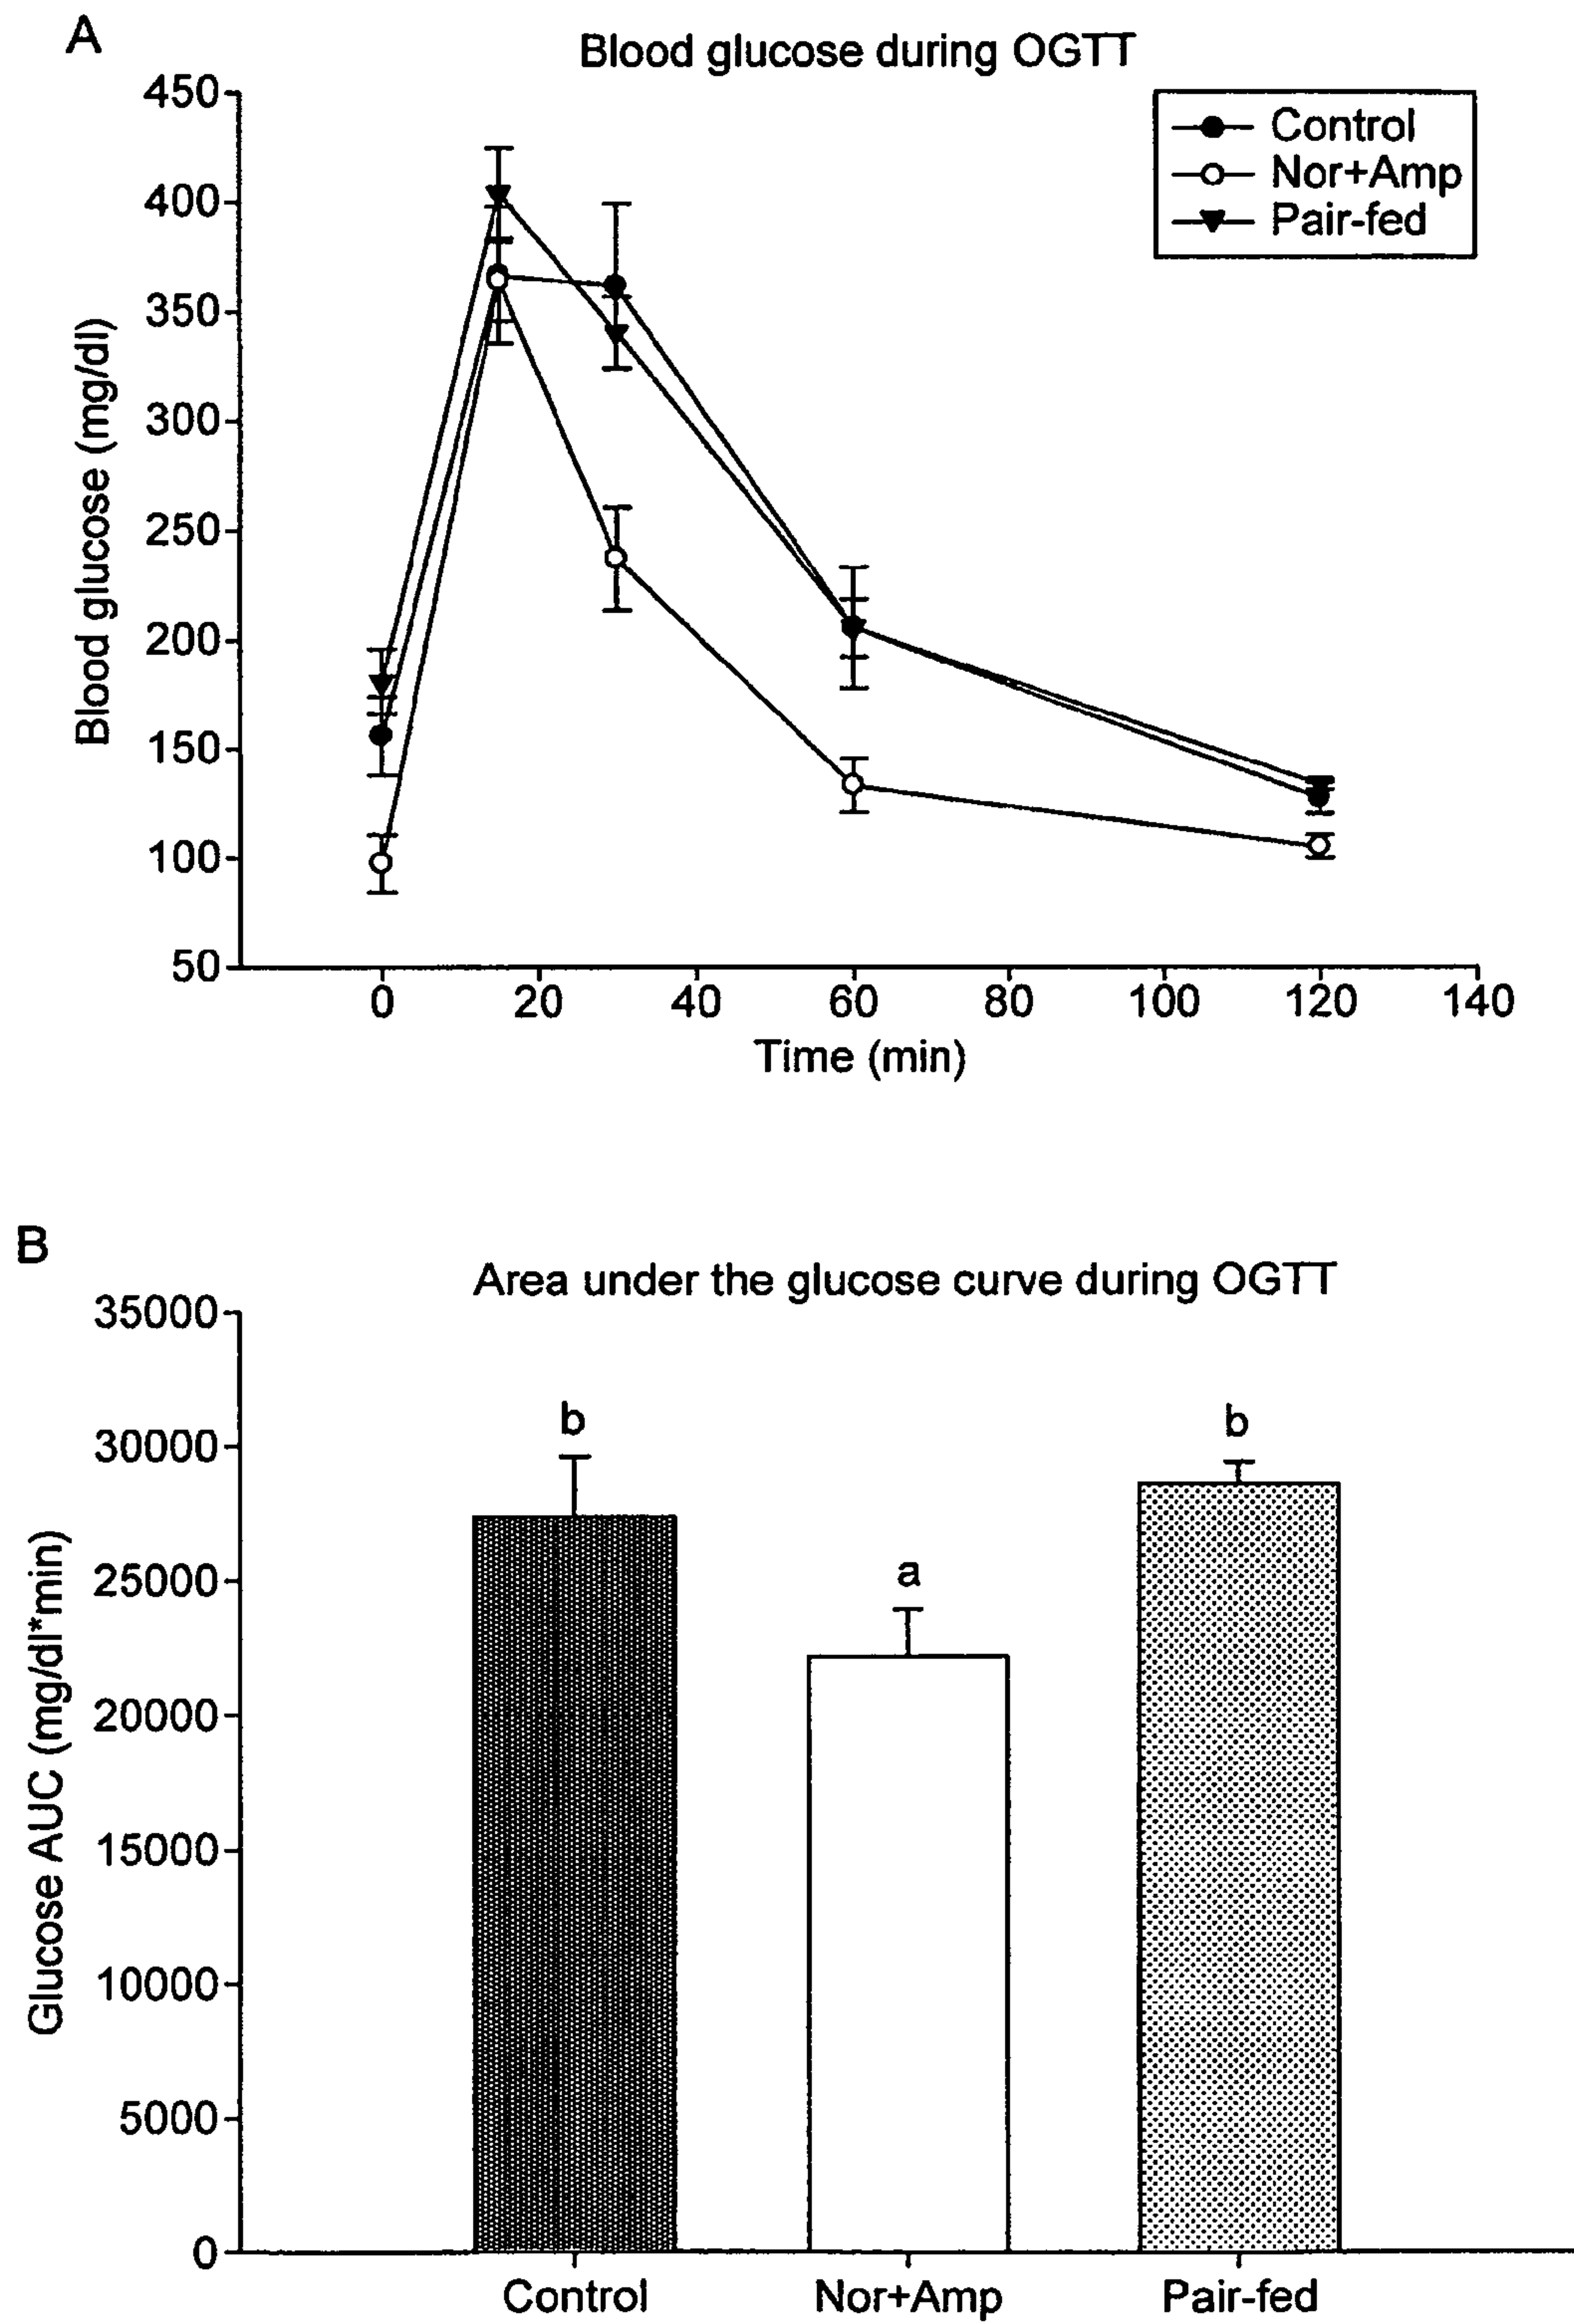 A
Blood glucose during OGTT
Control
Nor+Amp
Pair-fed
Blood glucose (mg/dl)
450
400
350
300
250
200
150
100
50
0 20 40 60 80 100 120 140
Time (min)
B
Area under the glucose curve during OGTT
Glucose AUC (mg/dl*min)
35000
30000
25000
20000
15000
10000
5000
0
b
a
b
Control Nor+Amp Pair-fed